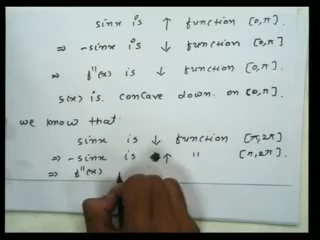 sinx is ↑ function [0,π].
⇒ -sinx is ↓ function [0,π].
⇒ f"(x) is ↓ function [0,π].
f(x) is. concave down. on [0,π].
we know that.
sinx is ↓ function [π,2π]
⇒ -sinx is ↑ " [π,2π].
⇒ f"(x)